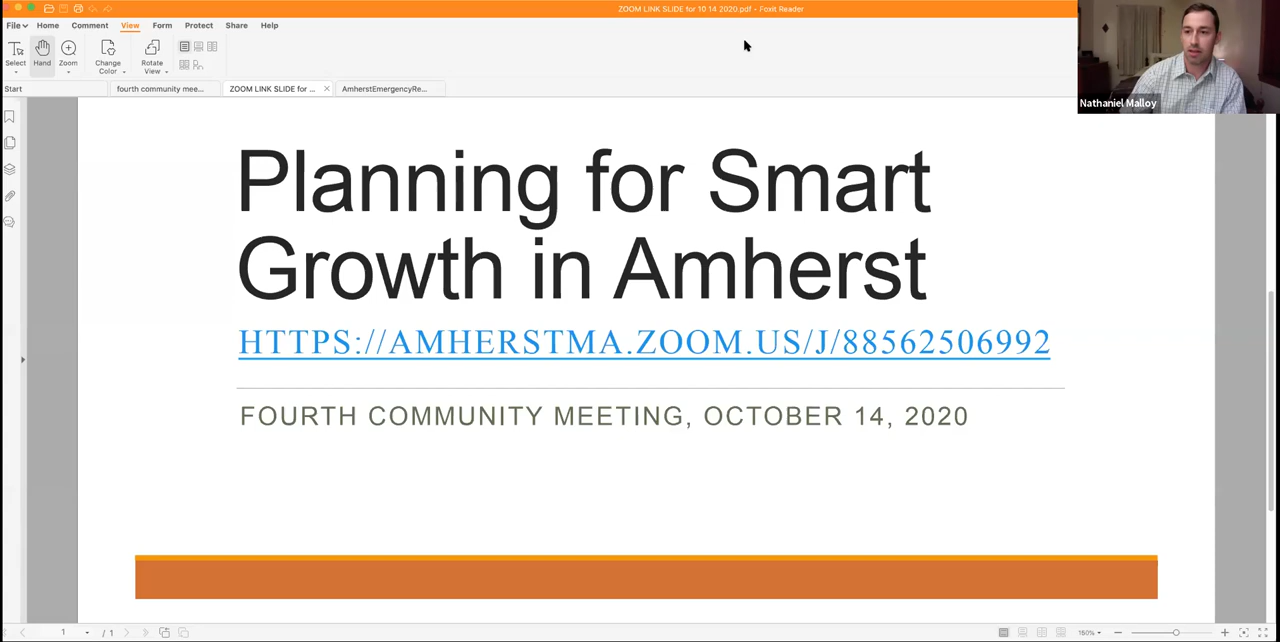 ZOOM LINK SLIDE for 10 14 2020.pdf - Foxit Reader
File Home Comment View Form Protect Share Help
Select Hand Zoom Change Color Rotate View
Start fourth community mee... ZOOM LINK SLIDE for ... AmherstEmergencyRe...
Nathaniel Malloy
Planning for Smart
Growth in Amherst
HTTPS://AMHERSTMA.ZOOM.US/J/88562506992
FOURTH COMMUNITY MEETING, OCTOBER 14, 2020
1 / 1 150%